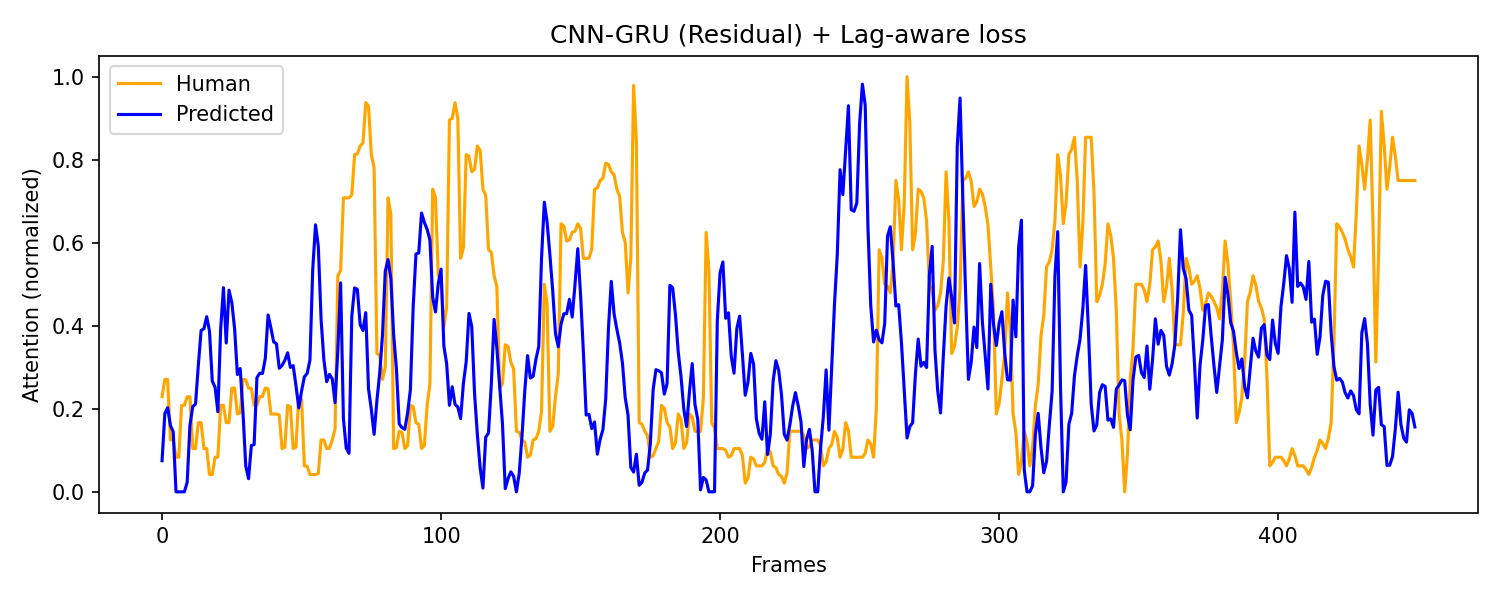 CNN-GRU (Residual) + Lag-aware loss
Human
Predicted
Attention (normalized)
1.0
0.8
0.6
0.4
0.2
0.0
0 100 200 300 400
Frames